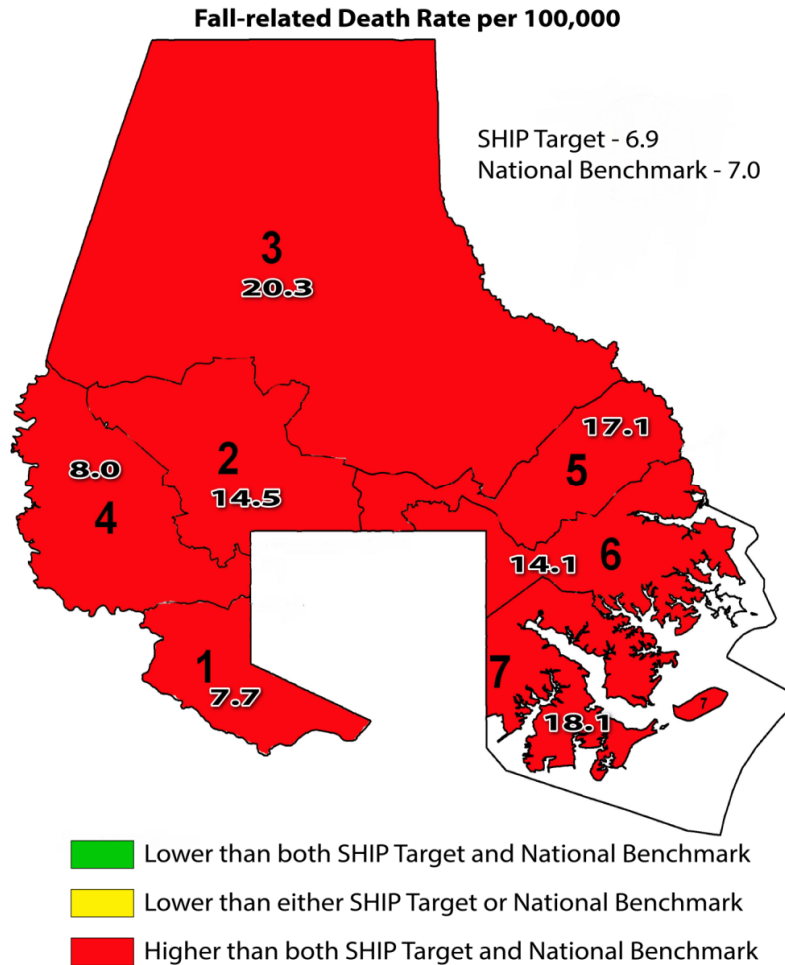 Fall-related Death Rate per 100,000
SHIP Target - 6.9
National Benchmark - 7.0
3
20.3
17.1
8.0
2
5
14.5
4
6
14.1
1
7
7.7
7
18.1
Lower than both SHIP Target and National Benchmark
Lower than either SHIP Target or National Benchmark
Higher than both SHIP Target and National Benchmark